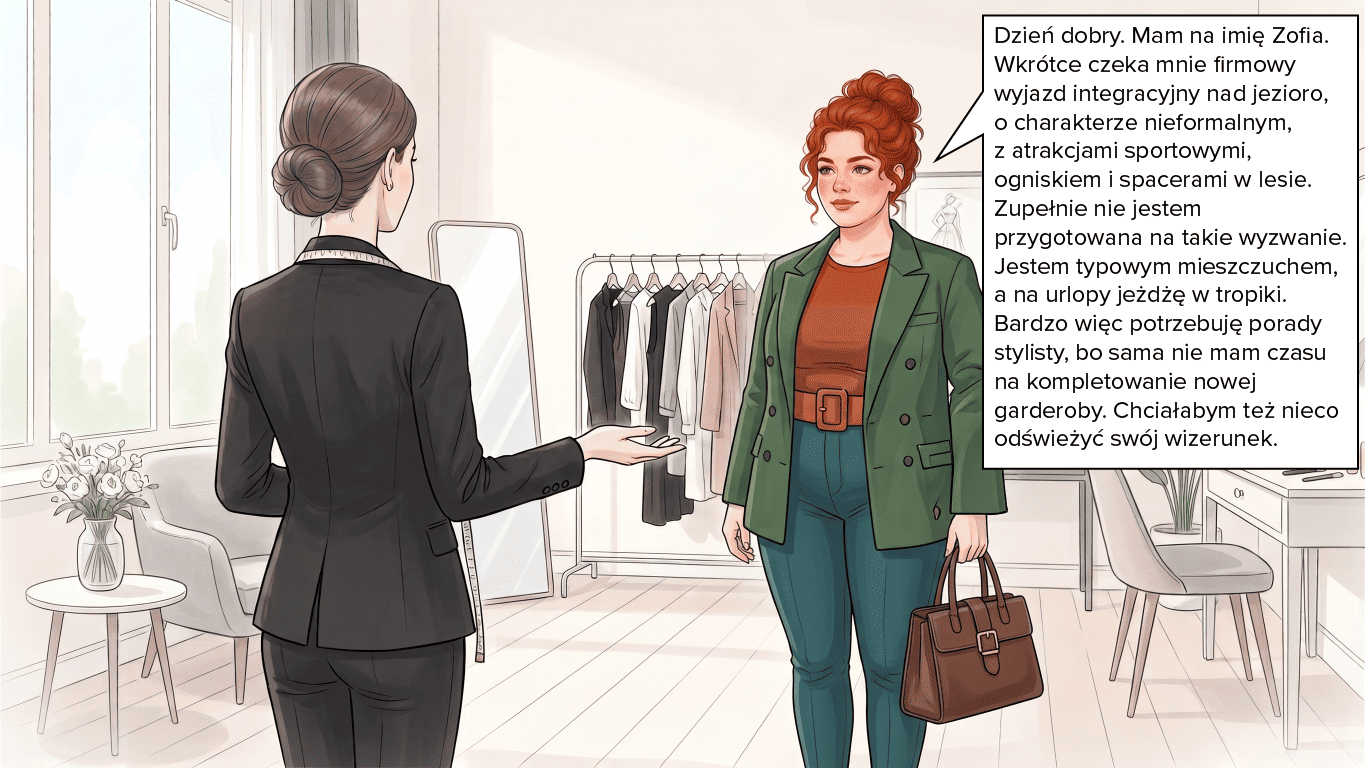 Dzień dobry. Mam na imię Zofia.
Wkrótce czeka mnie firmowy
wyjazd integracyjny nad jezioro,
o charakterze nieformalnym,
z atrakcjami sportowymi,
ogniskiem i spacerami w lesie.
Zupełnie nie jestem
przygotowana na takie wyzwanie.
Jestem typowym mieszczuchem,
a na urlopy jeżdżę w tropiki.
Bardzo więc potrzebuję porady
stylisty, bo sama nie mam czasu
na kompletowanie nowej
garderoby. Chciałabym też nieco
odświeżyć swój wizerunek.